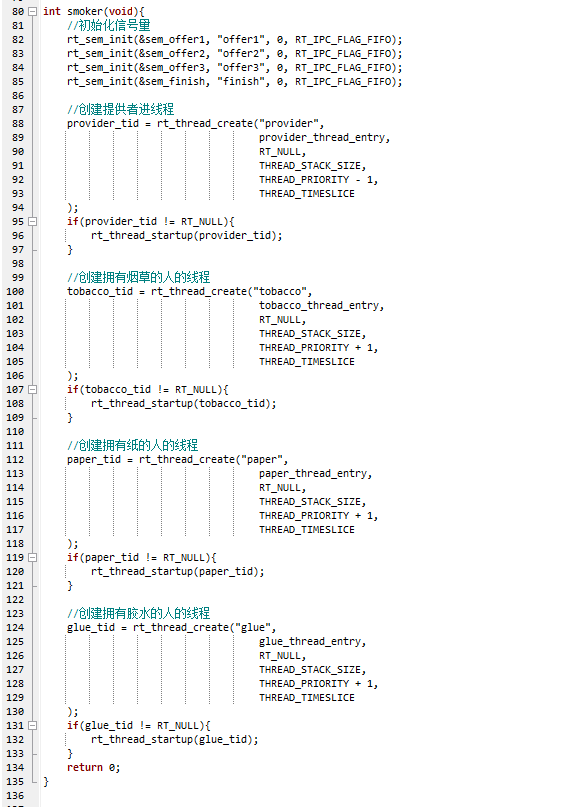 80 int smoker(void){
81     //初始化信号量
82     rt_sem_init(&sem_offer1, "offer1", 0, RT_IPC_FLAG_FIFO);
83     rt_sem_init(&sem_offer2, "offer2", 0, RT_IPC_FLAG_FIFO);
84     rt_sem_init(&sem_offer3, "offer3", 0, RT_IPC_FLAG_FIFO);
85     rt_sem_init(&sem_finish, "finish", 0, RT_IPC_FLAG_FIFO);
86
87     //创建提供者进线程
88     provider_tid = rt_thread_create("provider",
89                                     provider_thread_entry,
90                                     RT_NULL,
91                                     THREAD_STACK_SIZE,
92                                     THREAD_PRIORITY - 1,
93                                     THREAD_TIMESLICE
94     );
95     if(provider_tid != RT_NULL){
96         rt_thread_startup(provider_tid);
97     }
98
99     //创建拥有烟草的人的线程
100     tobacco_tid = rt_thread_create("tobacco",
101                                     tobacco_thread_entry,
102                                     RT_NULL,
103                                     THREAD_STACK_SIZE,
104                                     THREAD_PRIORITY + 1,
105                                     THREAD_TIMESLICE
106     );
107     if(tobacco_tid != RT_NULL){
108         rt_thread_startup(tobacco_tid);
109     }
110
111     //创建拥有纸的人的线程
112     paper_tid = rt_thread_create("paper",
113                                     paper_thread_entry,
114                                     RT_NULL,
115                                     THREAD_STACK_SIZE,
116                                     THREAD_PRIORITY + 1,
117                                     THREAD_TIMESLICE
118     );
119     if(paper_tid != RT_NULL){
120         rt_thread_startup(paper_tid);
121     }
122
123     //创建拥有胶水的人的线程
124     glue_tid = rt_thread_create("glue",
125                                     glue_thread_entry,
126                                     RT_NULL,
127                                     THREAD_STACK_SIZE,
128                                     THREAD_PRIORITY + 1,
129                                     THREAD_TIMESLICE
130     );
131     if(glue_tid != RT_NULL){
132         rt_thread_startup(glue_tid);
133     }
134     return 0;
135 }
136